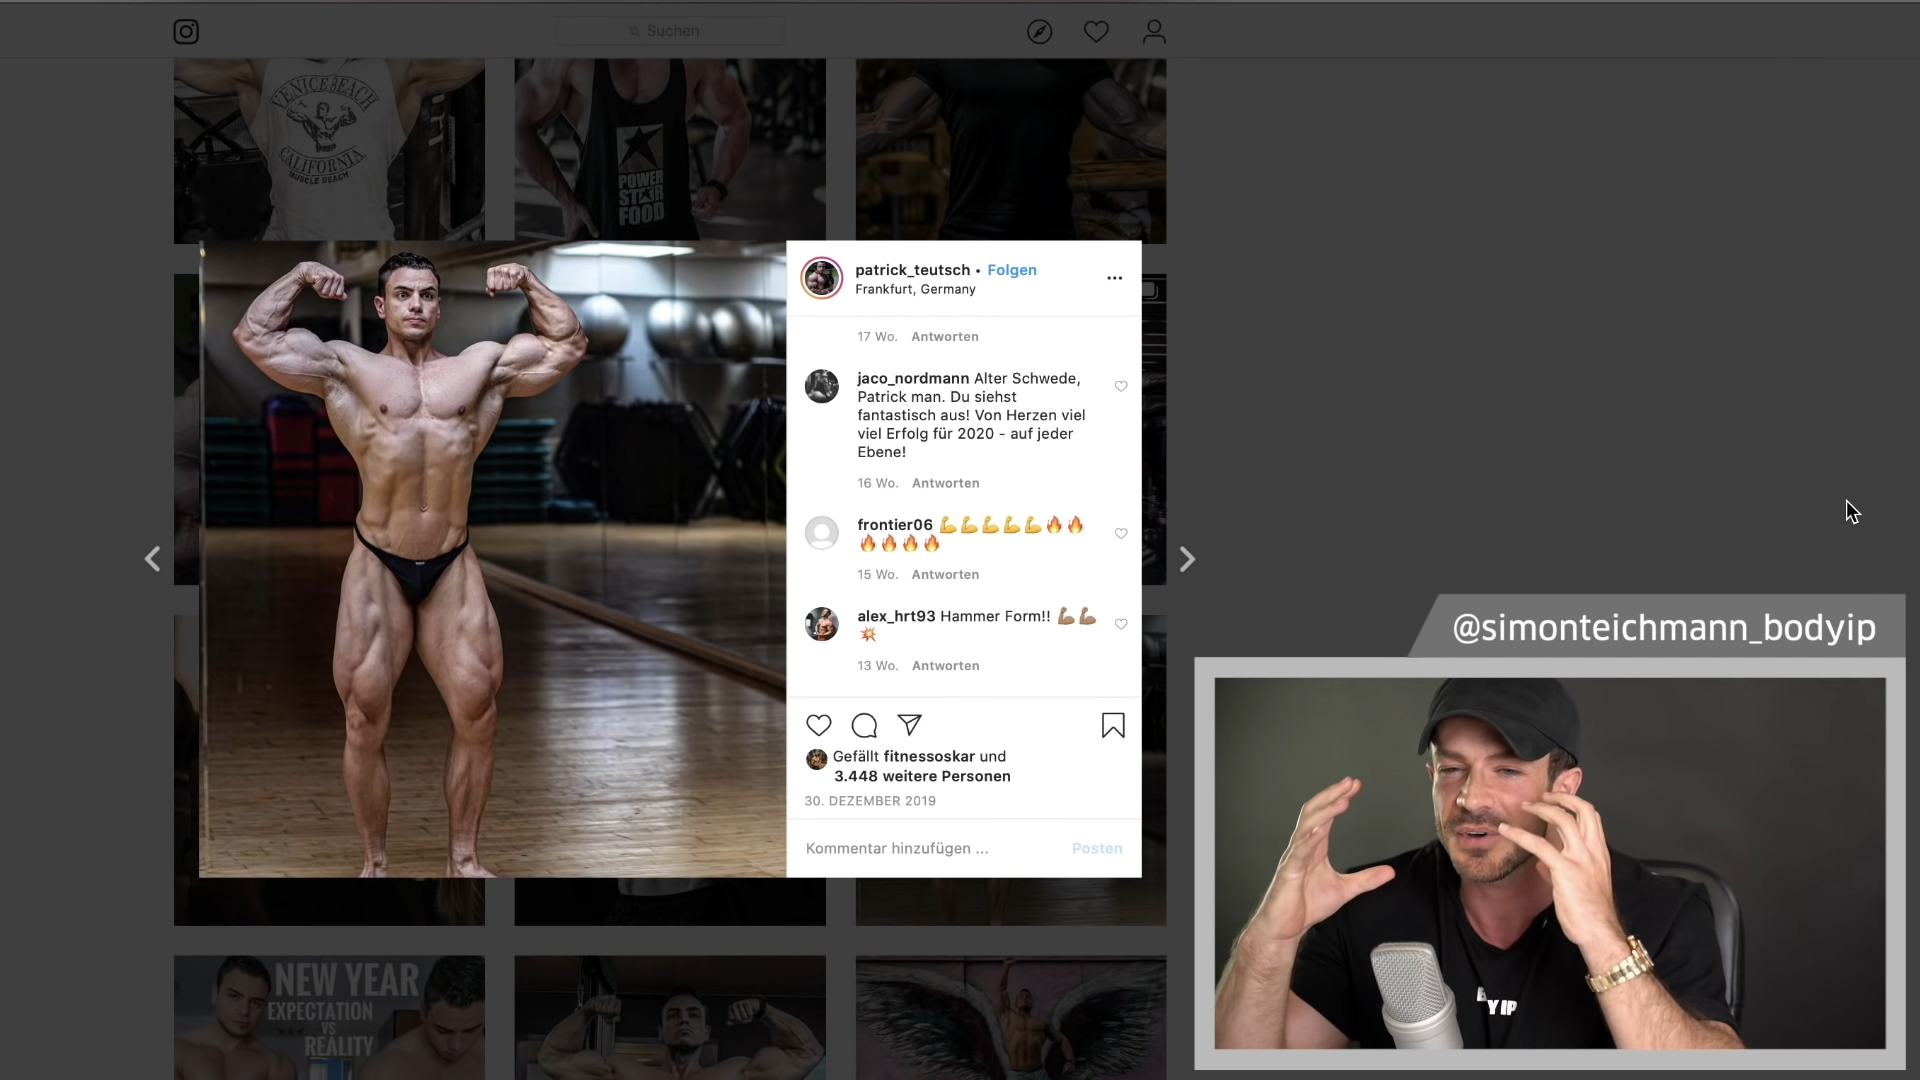 Suchen
VENICE BEACH
CALIFORNIA
MUSCLE BEACH
POWER
STAR
FOOD
patrick_teutsch • Folgen
Frankfurt, Germany
17 Wo. Antworten
jaco_nordmann Alter Schwede,
Patrick man. Du siehst
fantastisch aus! Von Herzen viel
viel Erfolg für 2020 - auf jeder
Ebene!
16 Wo. Antworten
frontier06 💪💪💪💪💪🔥🔥
🔥🔥🔥🔥
15 Wo. Antworten
alex_hrt93 Hammer Form!! 💪🏾💪🏾
💥
13 Wo. Antworten
Gefällt fitnessoskar und
3.448 weitere Personen
30. DEZEMBER 2019
Kommentar hinzufügen ...
Posten
@simonteichmann_bodyip
Y IP
NEW YEAR
EXPECTATION
VS
REALITY